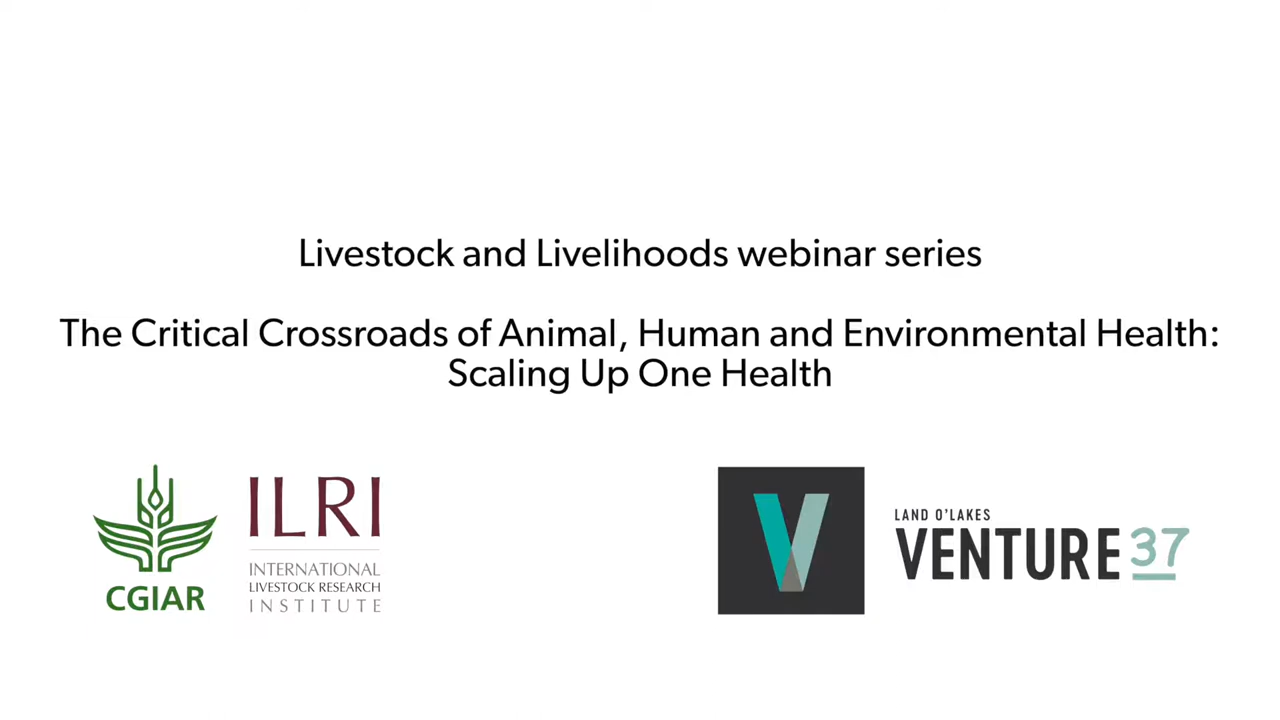 Livestock and Livelihoods webinar series
The Critical Crossroads of Animal, Human and Environmental Health:
Scaling Up One Health
CGIAR
ILRI
INTERNATIONAL
LIVESTOCK RESEARCH
INSTITUTE
V
LAND O'LAKES
VENTURE 37